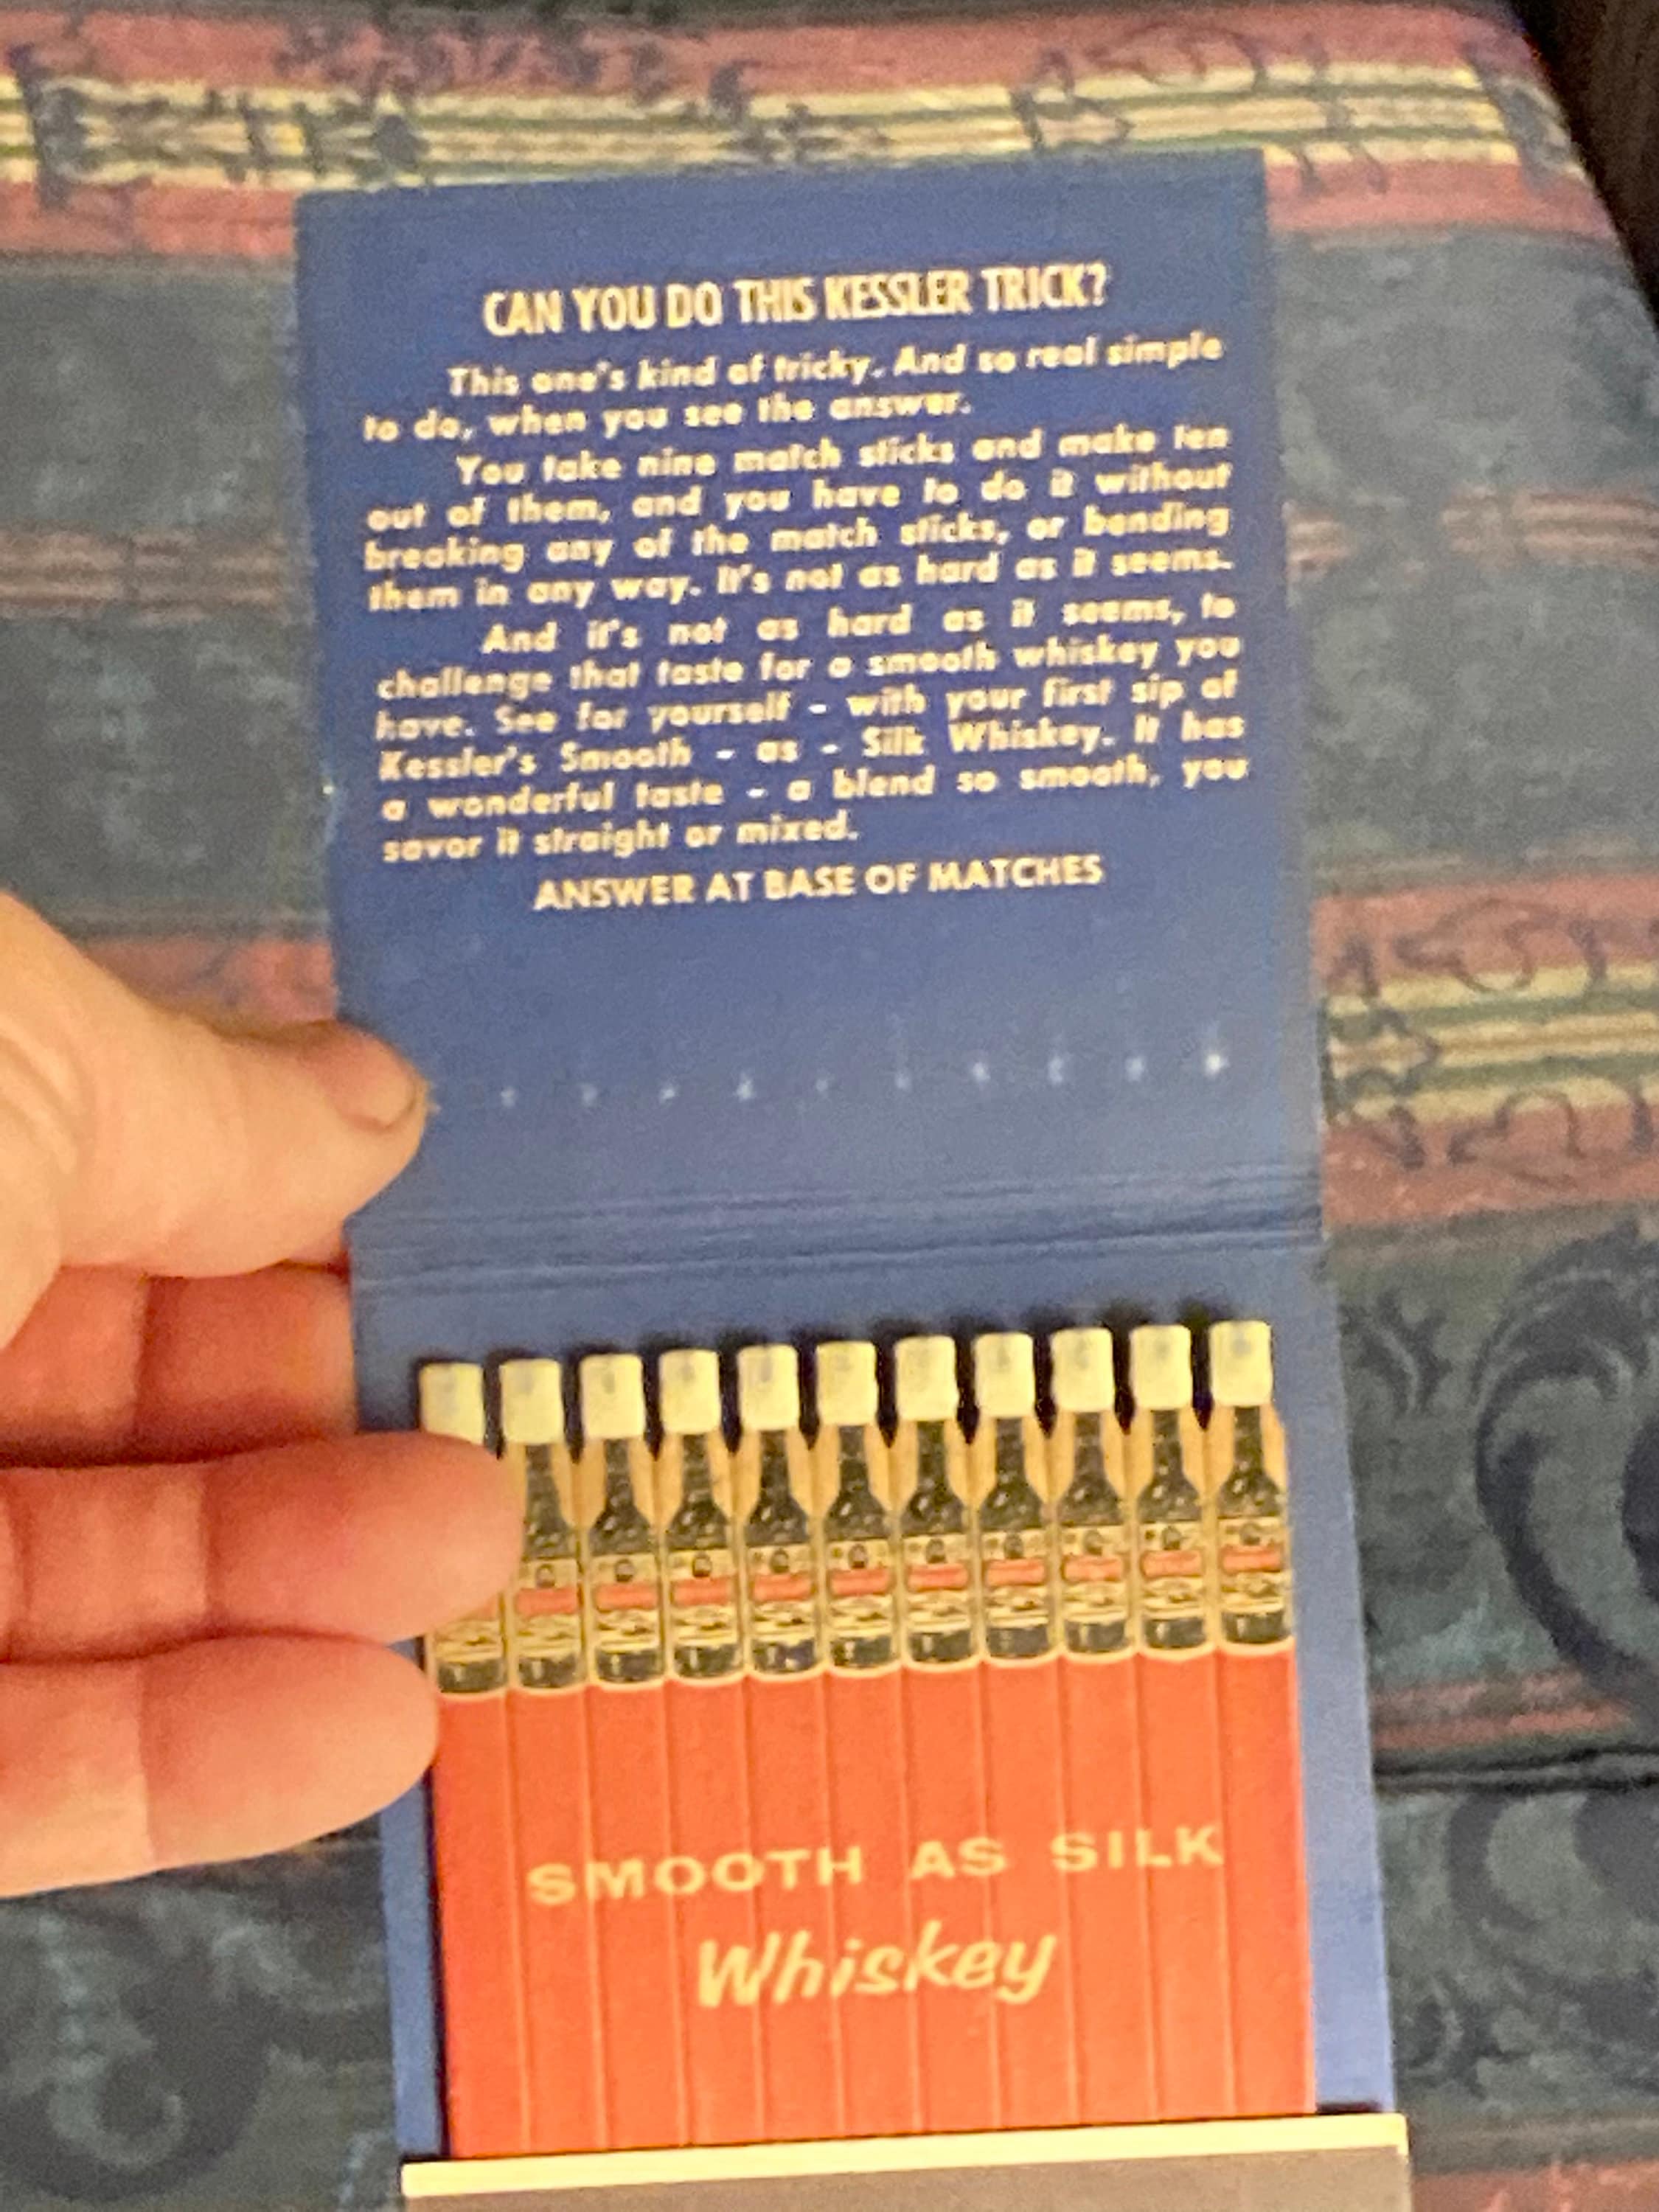 CAN YOU DO THIS KESSLER TRICK?
This one's kind of tricky. And so real simple
to do, when you see the answer.
You take nine match sticks and make ten
out of them, and you have to do it without
breaking any of the match sticks, or bending
them in any way. It's not as hard as it seems.
And it's not as hard as it seems, to
challenge that taste for a smooth whiskey you
have. See for yourself - with your first sip of
Kessler's Smooth - as - Silk Whiskey. It has
a wonderful taste - a blend so smooth, you
savor it straight or mixed.
ANSWER AT BASE OF MATCHES
SMOOTH AS SILK
Whiskey